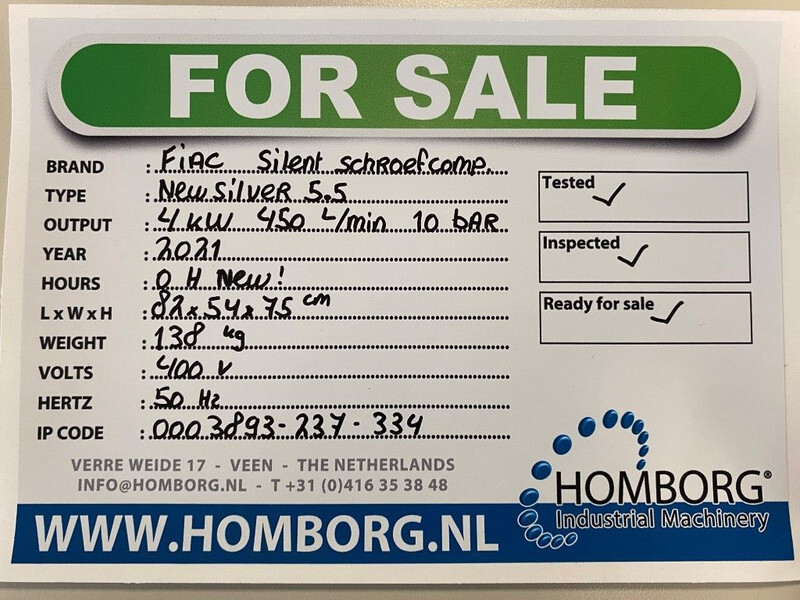 FOR SALE
BRAND : FiAC Silent schroefcomp.
TYPE : New Silver 5.5
OUTPUT : 4 kW 450 L/min 10 bAR
YEAR : 2021
HOURS : 0 H New!
L x W x H : 82 x 54 x 75 cm
WEIGHT : 138 kg
VOLTS : 400 V
HERTZ : 50 Hz
IP CODE : 0003893-237-334
Tested ✓
Inspected ✓
Ready for sale ✓
VERRE WEIDE 17 - VEEN - THE NETHERLANDS
INFO@HOMBORG.NL - T +31 (0)416 35 38 48
HOMBORG®
Industrial Machinery
WWW.HOMBORG.NL